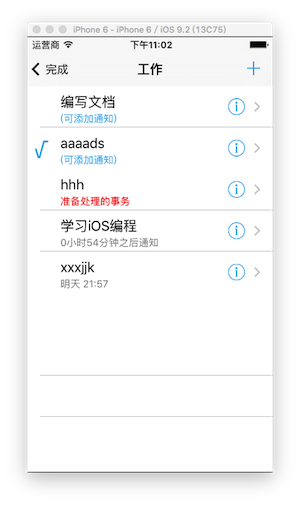 iPhone 6 - iPhone 6 / iOS 9.2 (13C75)
运营商 下午11:02
完成 工作 +
编写文档
(可添加通知)
aaaads
(可添加通知)
hhh
准备处理的事务
学习iOS编程
0小时54分钟之后通知
xxxjjk
明天 21:57